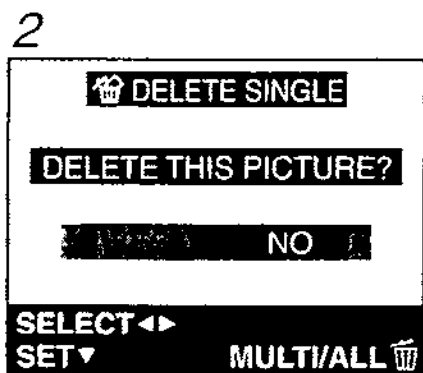 2
DELETE SINGLE
DELETE THIS PICTURE?
NO
SELECT◀▶
SET▼ MULTI/ALL